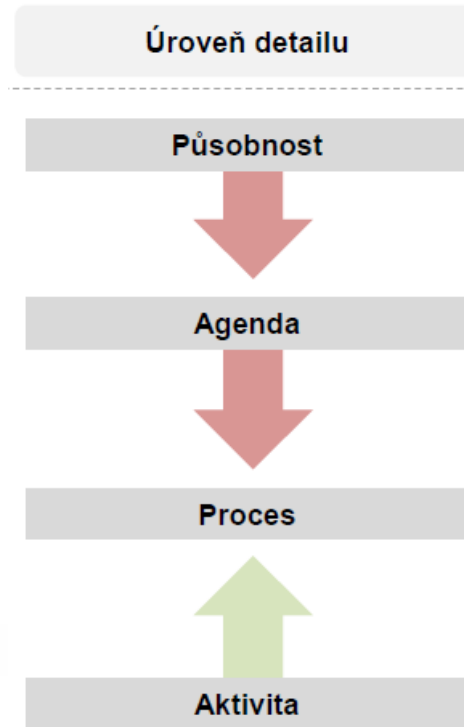 Úroveň detailu
Působnost
Agenda
Proces
Aktivita